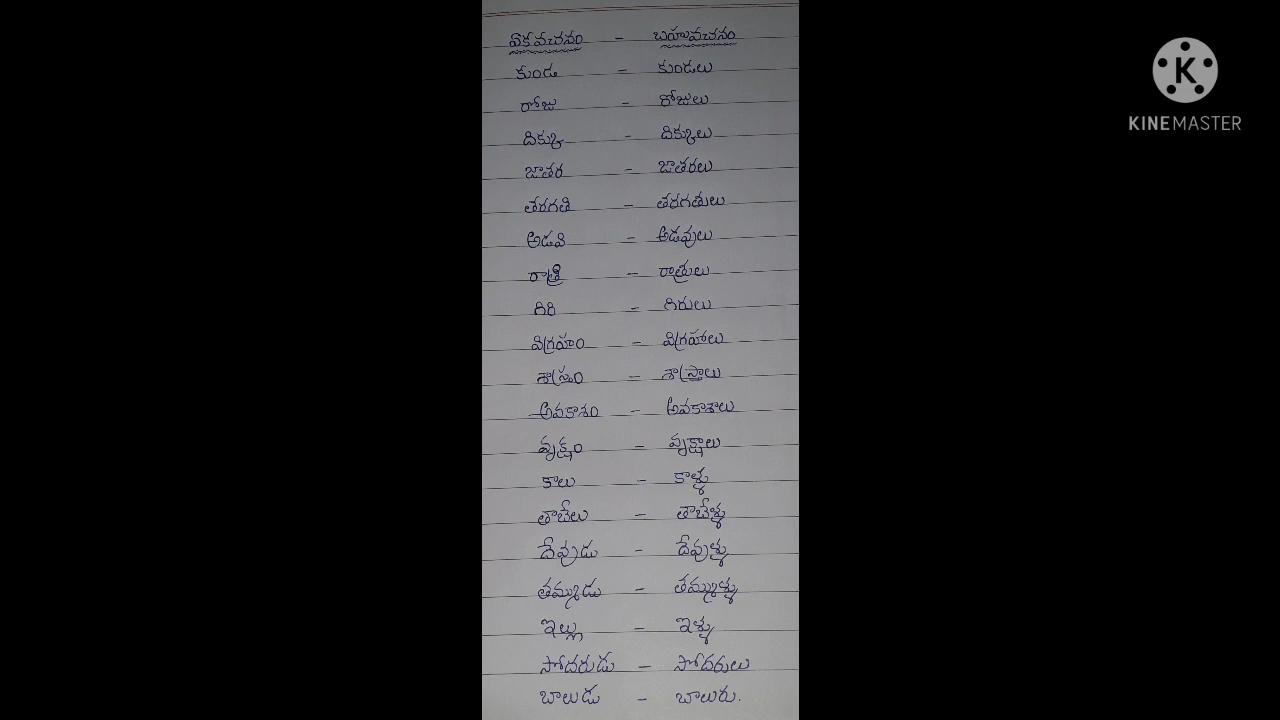 ఏకవచనం - బహువచనం
కుండ - కుండలు
రోజు - రోజులు
దిక్కు - దిక్కులు
జాతర - జాతరలు
తరగతి - తరగతులు
అడవి - అడవులు
రాత్రి - రాత్రులు
గిరి - గిరులు
విగ్రహం - విగ్రహాలు
శాస్త్రం - శాస్త్రాలు
అవకాశం - అవకాశాలు
వృక్షం - వృక్షాలు
కాలు - కాళ్ళు
తాబేలు - తాబేళ్ళు
దేవుడు - దేవుళ్ళు
తమ్ముడు - తమ్ముళ్ళు
ఇల్లు - ఇళ్ళు
సోదరుడు - సోదరులు
బాలుడు - బాలురు.
KINEMASTER